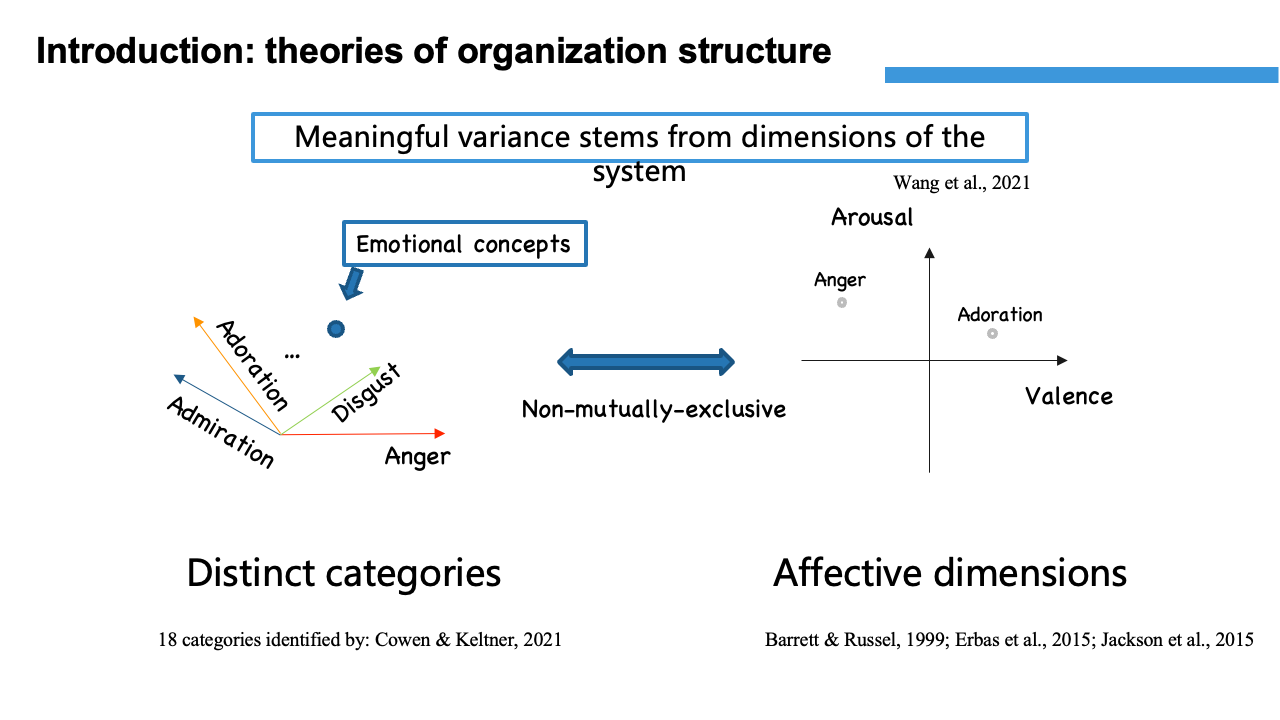 Introduction: theories of organization structure
Meaningful variance stems from dimensions of the
system
Wang et al., 2021
Arousal
Emotional concepts
Anger
Adoration
Adoration
...
Disgust
Admiration
Anger
Non-mutually-exclusive
Valence
Distinct categories
Affective dimensions
18 categories identified by: Cowen & Keltner, 2021
Barrett & Russel, 1999; Erbas et al., 2015; Jackson et al., 2015